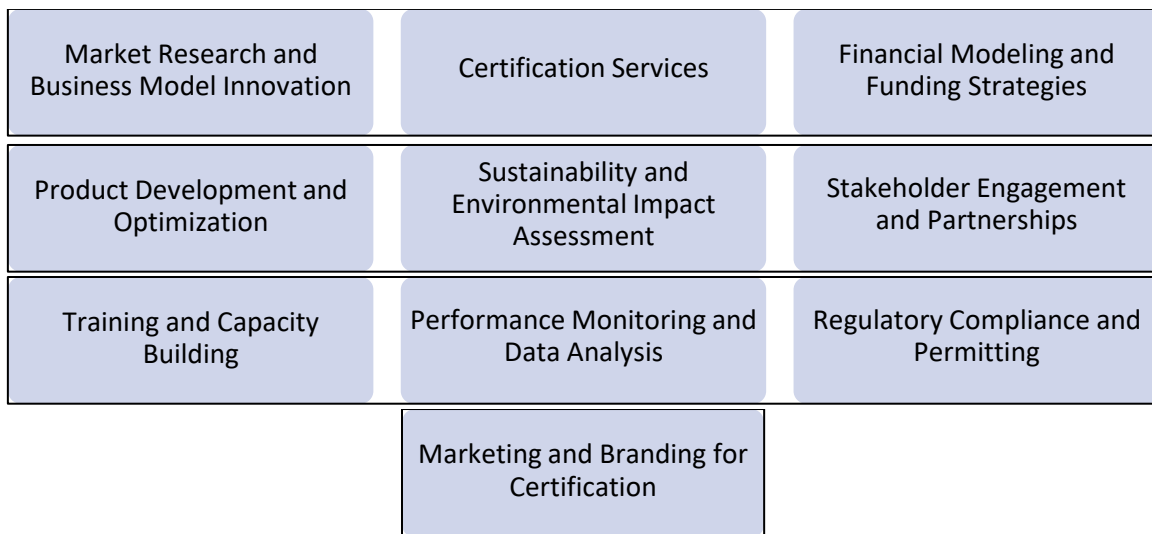 Market Research and
Business Model Innovation
Certification Services
Financial Modeling and
Funding Strategies
Product Development and
Optimization
Sustainability and
Environmental Impact
Assessment
Stakeholder Engagement
and Partnerships
Training and Capacity
Building
Performance Monitoring and
Data Analysis
Regulatory Compliance and
Permitting
Marketing and Branding for
Certification